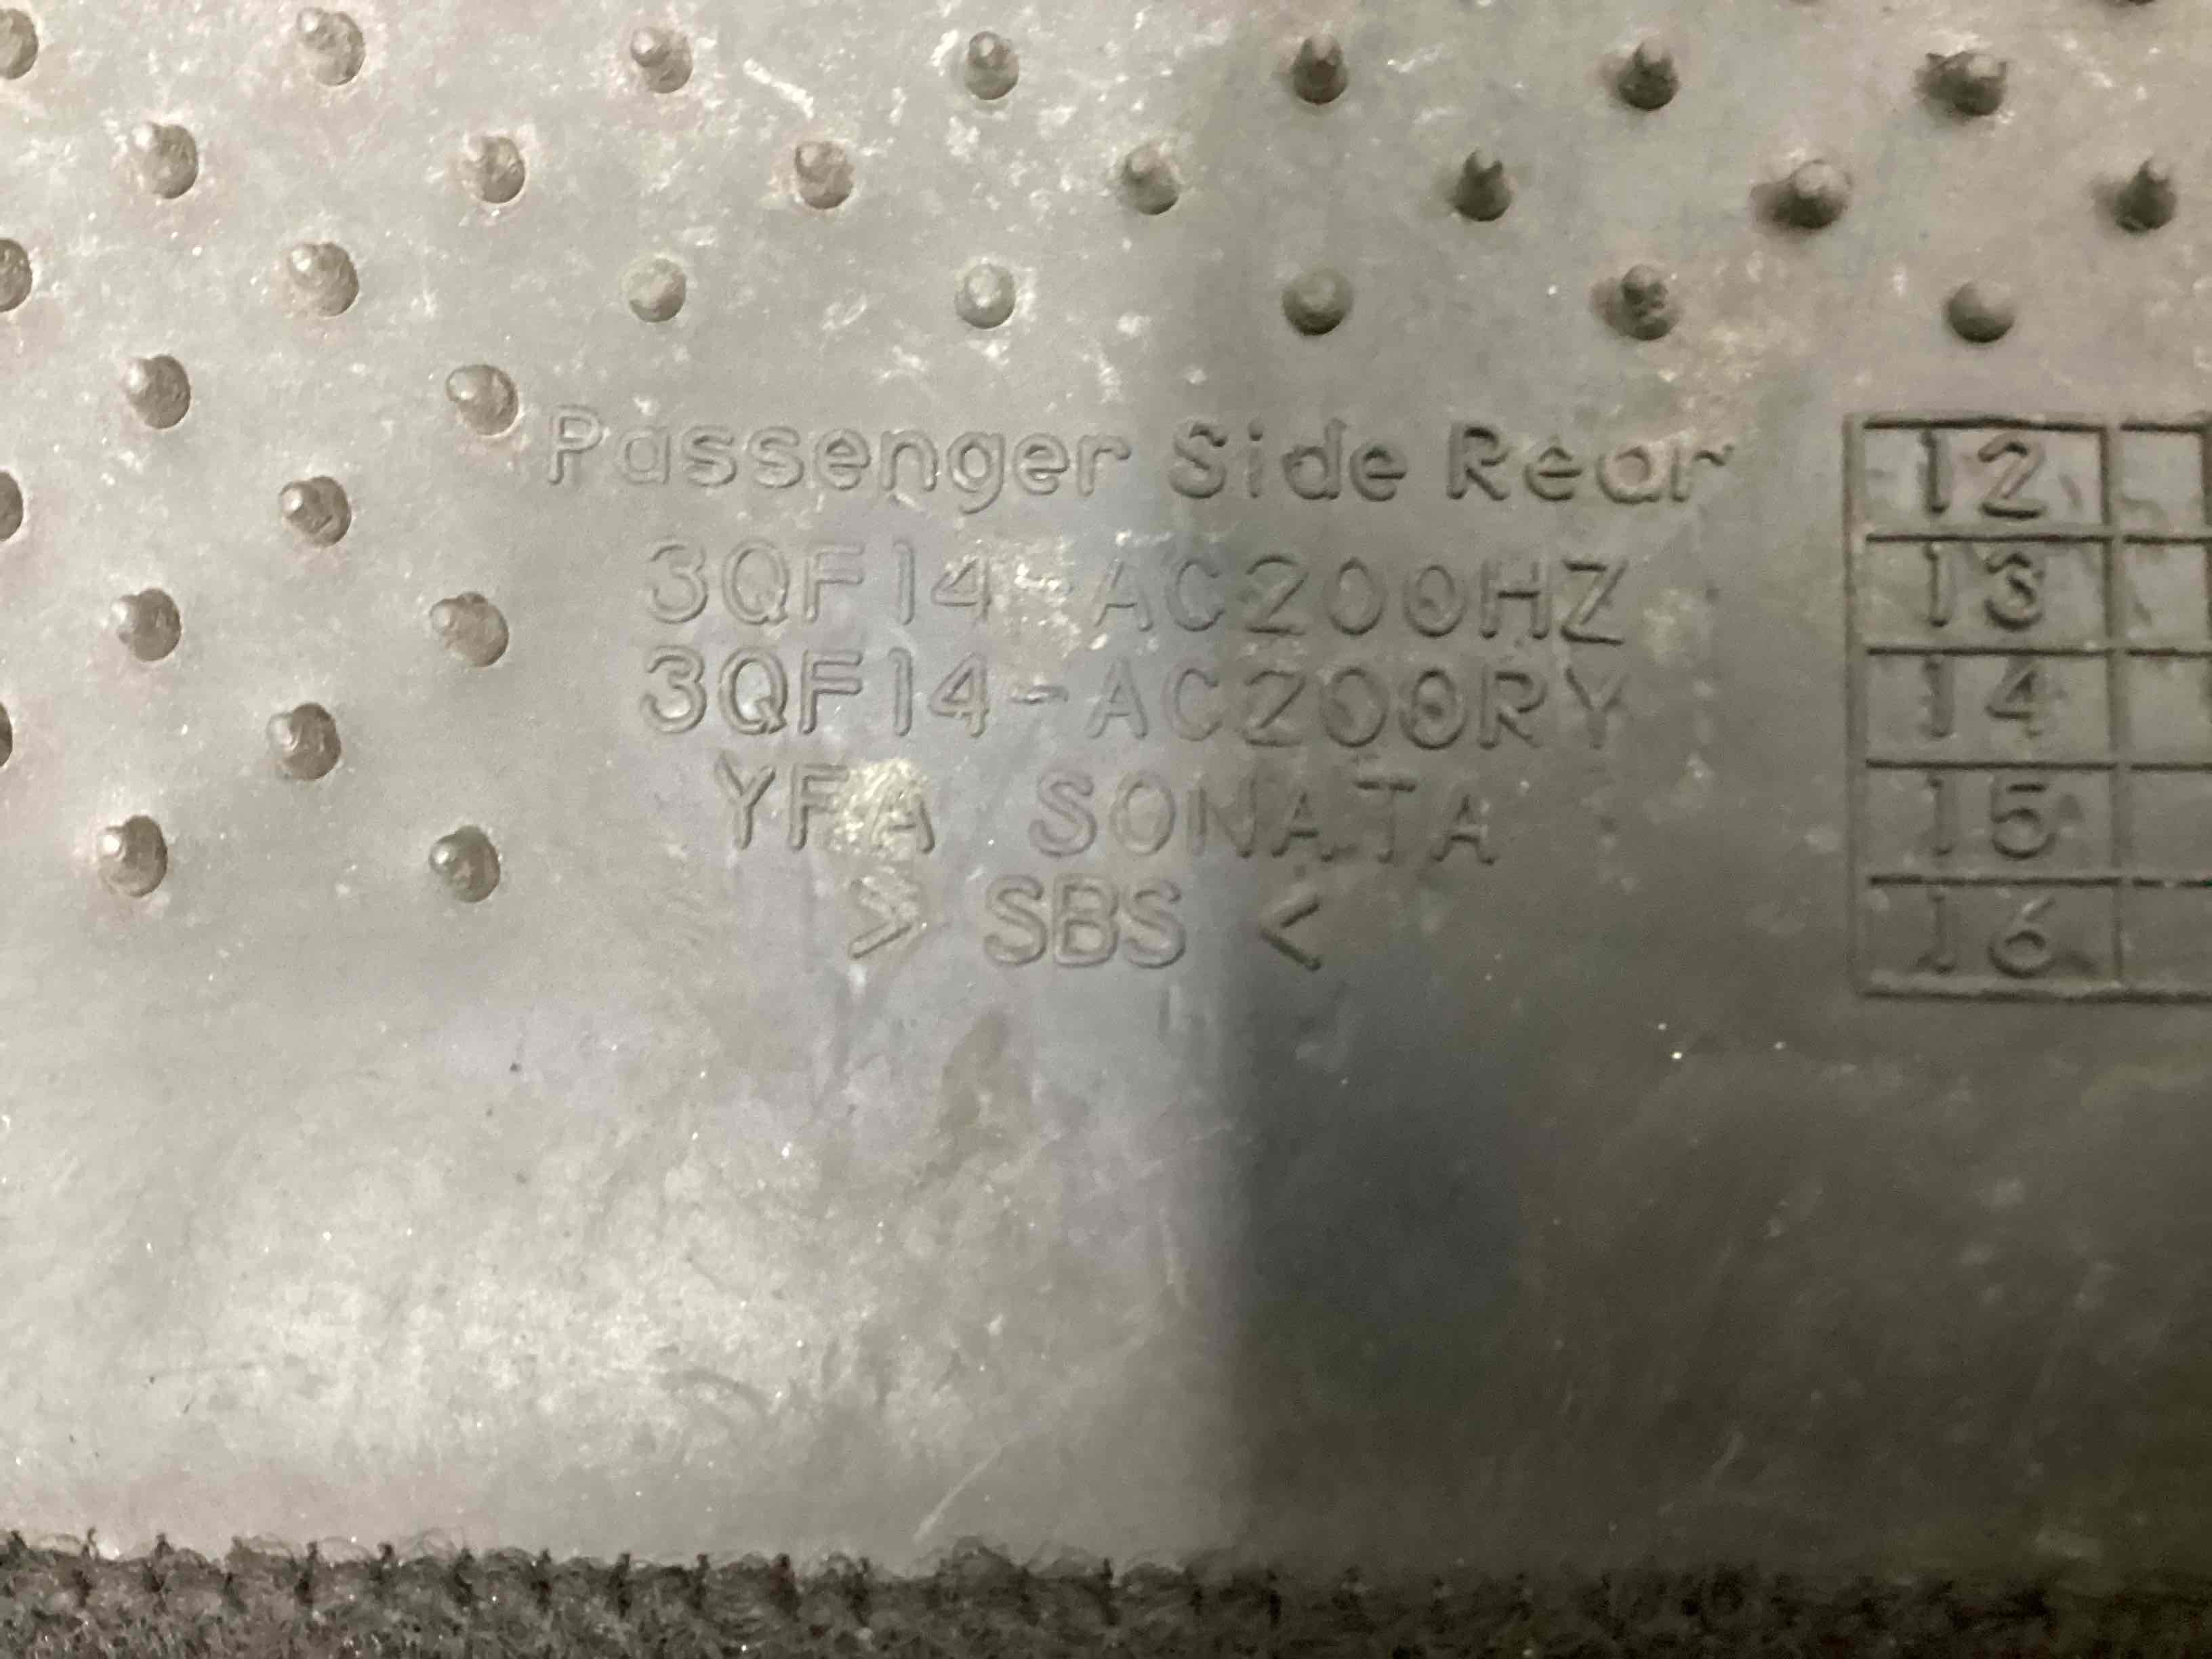 Passenger Side Rear
3QF14-AC200HZ
3QF14-AC200RY
YFA SONATA
> SBS <
12
13
14
15
16